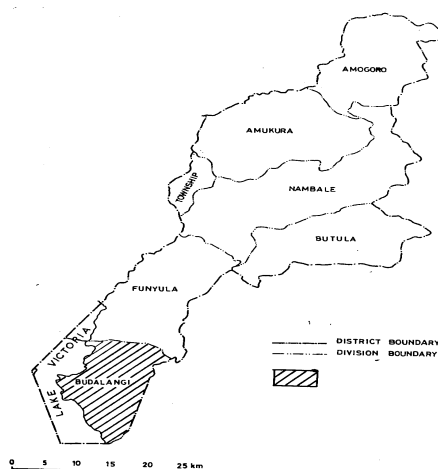 AMOGORO
AMUKURA
TOWNSHIP
NAMBALE
BUTULA
FUNYULA
LAKE VICTORIA
BUDALANGI
DISTRICT BOUNDARY
DIVISION BOUNDARY
0 5 10 15 20 25 km